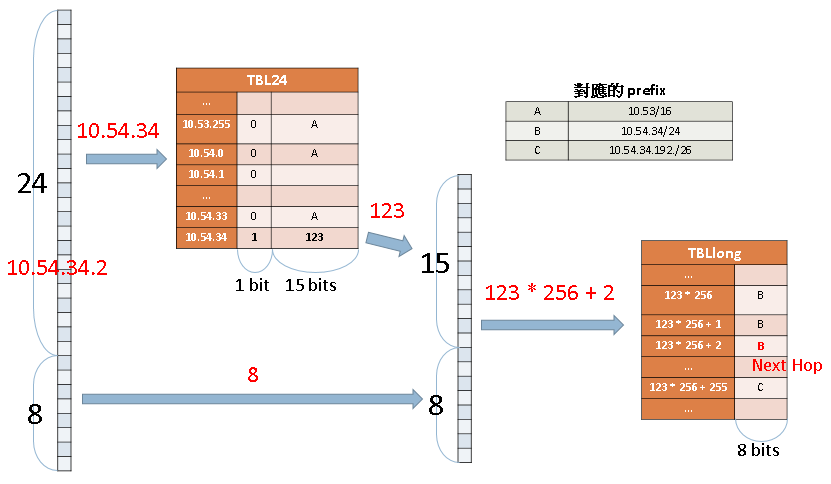 24
10.54.34.2
8
10.54.34
TBL24
...
10.53.255 0 A
10.54.0 0 A
10.54.1 0
...
10.54.33 0 A
10.54.34 1 123
1 bit 15 bits
123
8
15
8
123 * 256 + 2
對應的 prefix
A 10.53/16
B 10.54.34/24
C 10.54.34.192./26
TBLlong
...
123 * 256 B
123 * 256 + 1 B
123 * 256 + 2 B
... Next Hop
123 * 256 + 255 C
...
8 bits